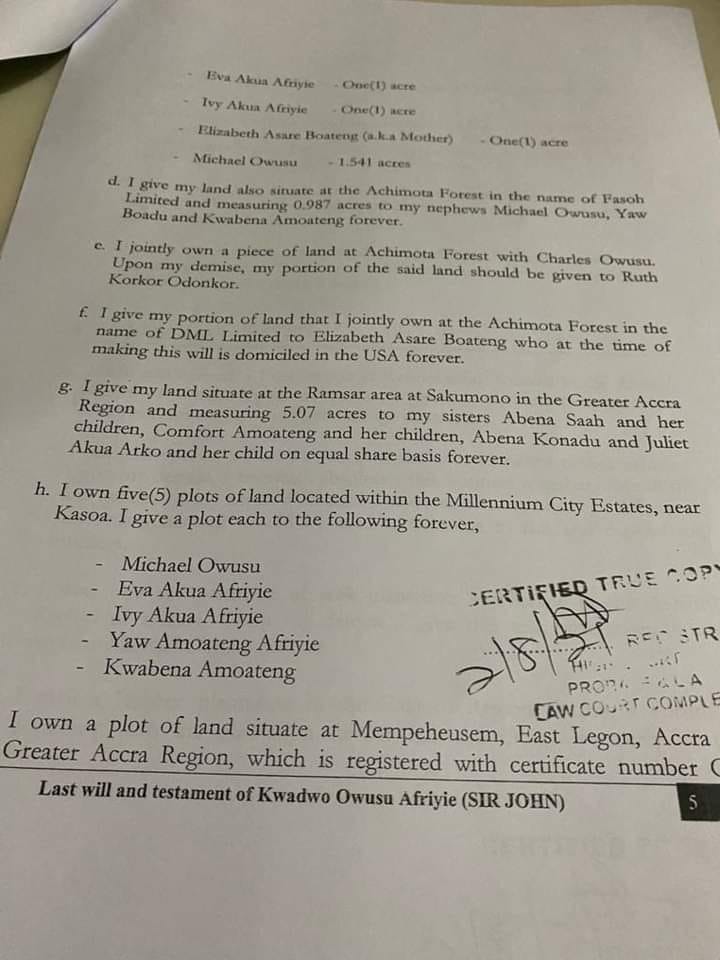 - Eva Akua Afriyie - One(1) acre
- Ivy Akua Afriyie - One(1) acre
- Elizabeth Asare Boateng (a.k.a Mother) - One(1) acre
- Michael Owusu - 1.541 acres
d. I give my land also situate at the Achimota Forest in the name of Fasoh
Limited and measuring 0.987 acres to my nephews Michael Owusu, Yaw
Boadu and Kwabena Amoateng forever.
e. I jointly own a piece of land at Achimota Forest with Charles Owusu.
Upon my demise, my portion of the said land should be given to Ruth
Korkor Odonkor.
f. I give my portion of land that I jointly own at the Achimota Forest in the
name of DML Limited to Elizabeth Asare Boateng who at the time of
making this will is domiciled in the USA forever.
g. I give my land situate at the Ramsar area at Sakumono in the Greater Accra
Region and measuring 5.07 acres to my sisters Abena Saah and her
children, Comfort Amoateng and her children, Abena Konadu and Juliet
Akua Arko and her child on equal share basis forever.
h. I own five(5) plots of land located within the Millennium City Estates, near
Kasoa. I give a plot each to the following forever,
- Michael Owusu
- Eva Akua Afriyie
- Ivy Akua Afriyie
- Yaw Amoateng Afriyie
- Kwabena Amoateng
CERTIFIED TRUE COPY
2/8/21
LAW COURT COMPLE
I own a plot of land situate at Mempeheusem, East Legon, Accra
Greater Accra Region, which is registered with certificate number
Last will and testament of Kwadwo Owusu Afriyie (SIR JOHN)
5